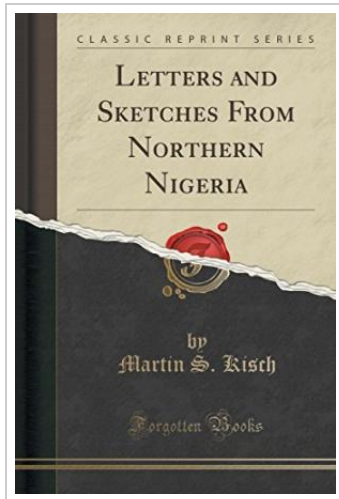 CLASSIC REPRINT SERIES
LETTERS AND
SKETCHES FROM
NORTHERN
NIGERIA
by
Martin S. Kisch
Forgotten Books